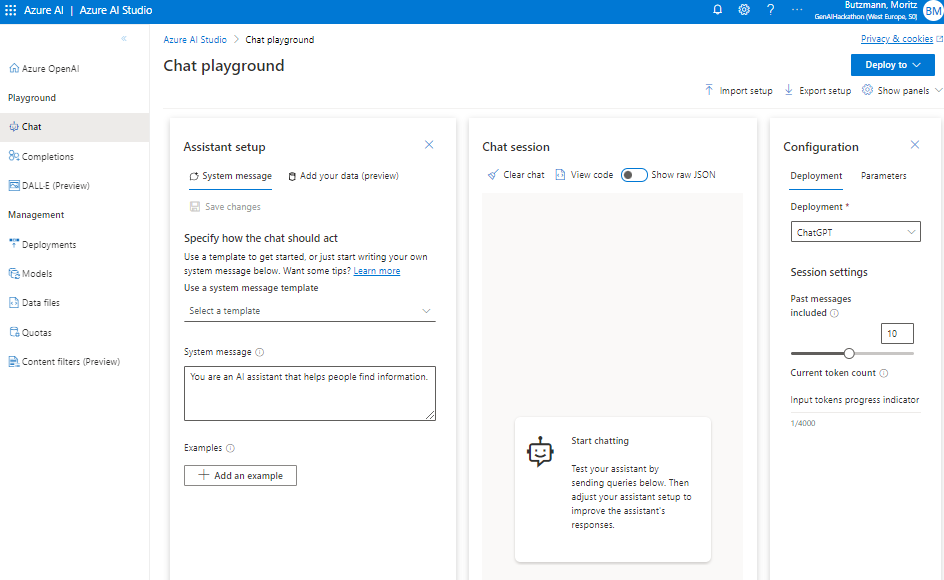 Azure AI | Azure AI Studio
Butzmann, Moritz
GenAIHackathon (West Europe, S0)
BM
Azure AI Studio > Chat playground
Privacy & cookies
Chat playground
Deploy to
Import setup
Export setup
Show panels
Azure OpenAI
Playground
Chat
Completions
DALL·E (Preview)
Management
Deployments
Models
Data files
Quotas
Content filters (Preview)
Assistant setup
System message
Add your data (preview)
Save changes
Specify how the chat should act
Use a template to get started, or just start writing your own
system message below. Want some tips? Learn more
Use a system message template
Select a template
System message
You are an AI assistant that helps people find information.
Examples
Add an example
Chat session
Clear chat
View code
Show raw JSON
Start chatting
Test your assistant by
sending queries below. Then
adjust your assistant setup to
improve the assistant's
responses.
Configuration
Deployment
Parameters
Deployment *
ChatGPT
Session settings
Past messages
included
10
Current token count
Input tokens progress indicator
1/4000